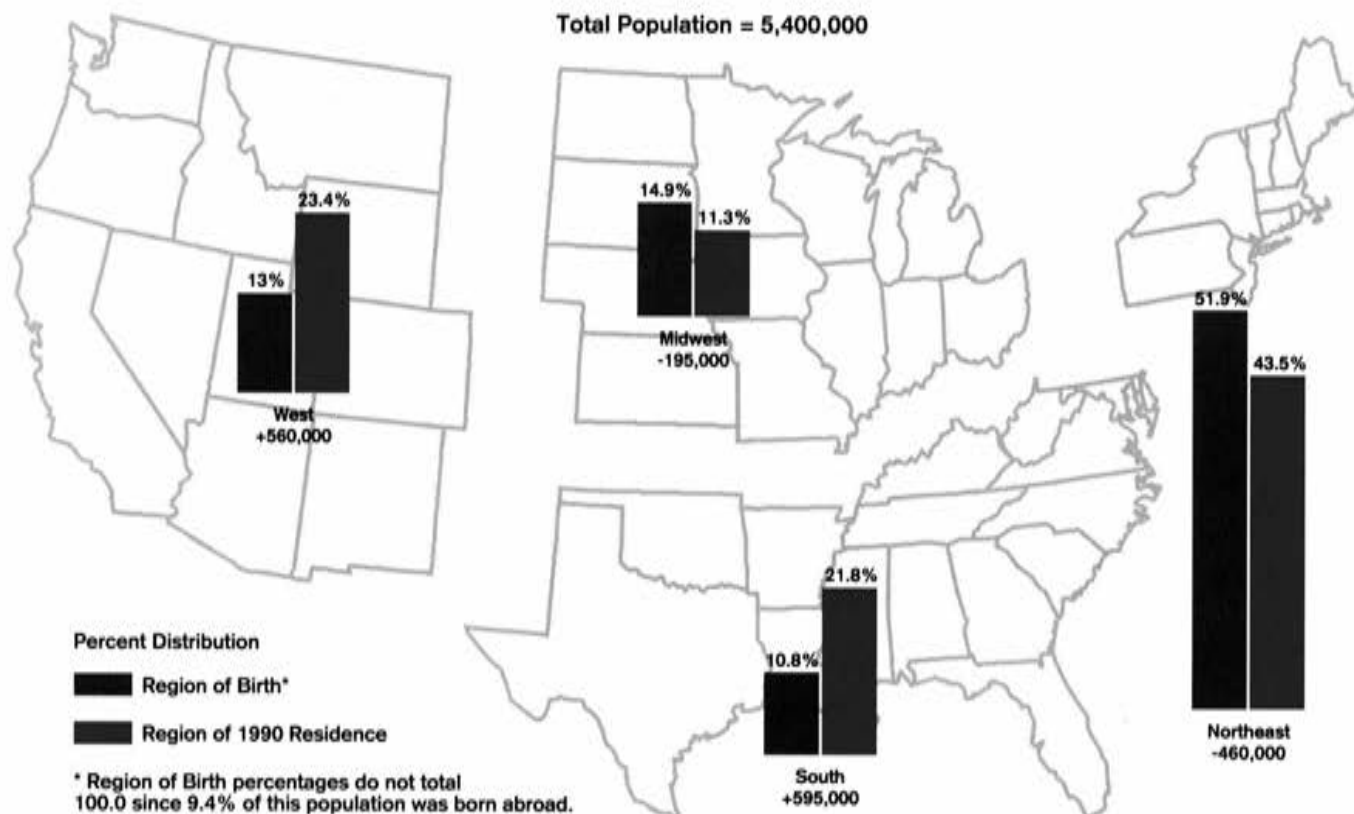 Total Population = 5,400,000
23.4%
13%
West
+560,000
14.9%
11.3%
Midwest
-195,000
51.9%
43.5%
Northeast
-460,000
21.8%
10.8%
South
+595,000
Percent Distribution
Region of Birth*
Region of 1990 Residence
* Region of Birth percentages do not total
100.0 since 9.4% of this population was born abroad.